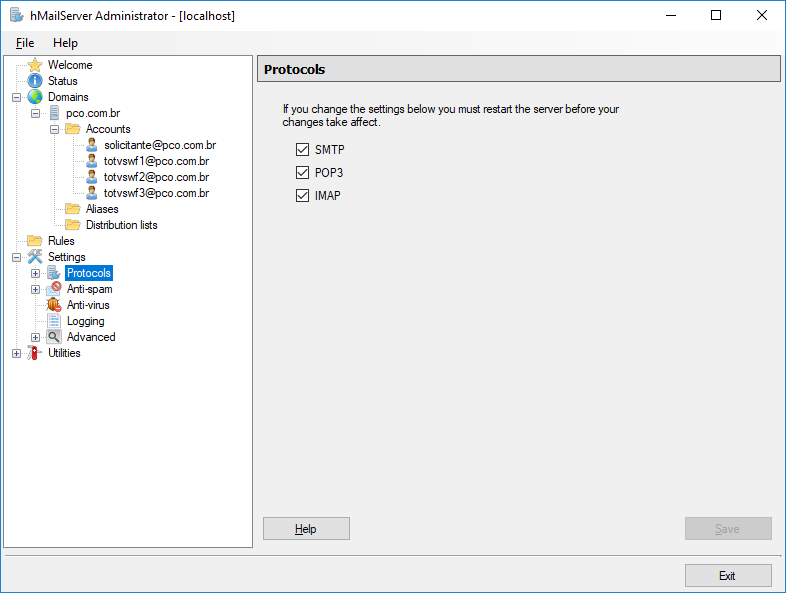 hMailServer Administrator - [localhost]
File Help
Welcome
Status
Domains
pco.com.br
Accounts
solicitante@pco.com.br
totvswf1@pco.com.br
totvswf2@pco.com.br
totvswf3@pco.com.br
Aliases
Distribution lists
Rules
Settings
Protocols
Anti-spam
Anti-virus
Logging
Advanced
Utilities
Protocols
If you change the settings below you must restart the server before your
changes take affect.
SMTP
POP3
IMAP
Help
Save
Exit